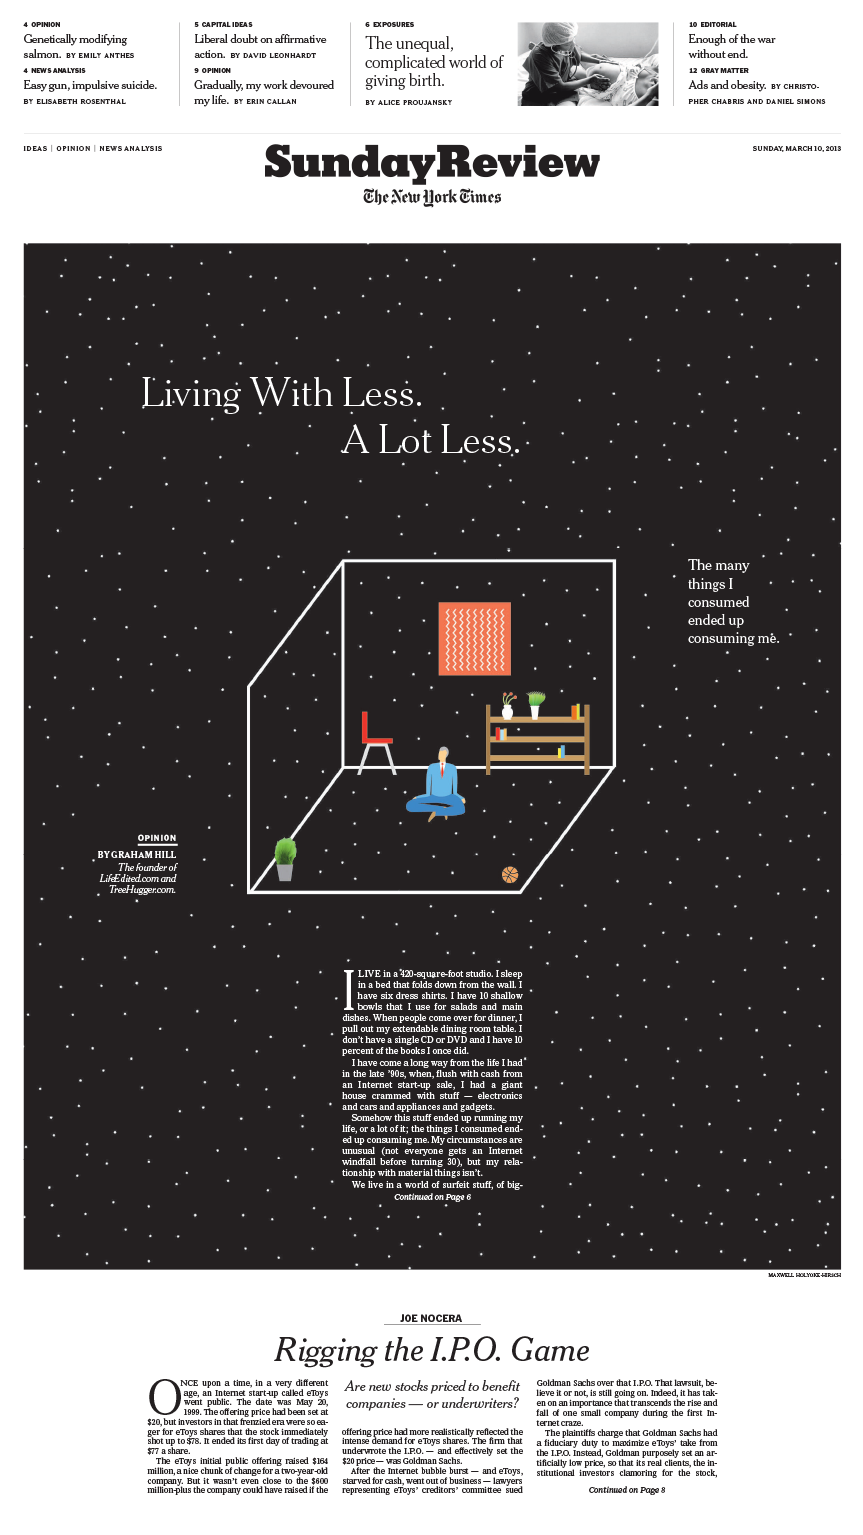 4 OPINION
Genetically modifying
salmon. BY EMILY ANTHES
4 NEWS ANALYSIS
Easy gun, impulsive suicide.
BY ELISABETH ROSENTHAL
5 CAPITAL IDEAS
Liberal doubt on affirmative
action. BY DAVID LEONHARDT
9 OPINION
Gradually, my work devoured
my life. BY ERIN CALLAN
6 EXPOSURES
The unequal,
complicated world of
giving birth.
BY ALICE PROUJANSKY
10 EDITORIAL
Enough of the war
without end.
12 GRAY MATTER
Ads and obesity. BY CHRISTO-
PHER CHABRIS AND DANIEL SIMONS
IDEAS | OPINION | NEWS ANALYSIS
SundayReview
The New York Times
SUNDAY, MARCH 10, 2013
Living With Less.
A Lot Less.
The many
things I
consumed
ended up
consuming me.
OPINION
BY GRAHAM HILL
The founder of
LifeEdited.com and
TreeHugger.com.
I LIVE in a 420-square-foot studio. I sleep
in a bed that folds down from the wall. I
have six dress shirts. I have 10 shallow
bowls that I use for salads and main
dishes. When people come over for dinner, I
pull out my extendable dining room table. I
don't have a single CD or DVD and I have 10
percent of the books I once did.
I have come a long way from the life I had
in the late '90s, when, flush with cash from
an Internet start-up sale, I had a giant
house crammed with stuff — electronics
and cars and appliances and gadgets.
Somehow this stuff ended up running my
life, or a lot of it; the things I consumed end-
ed up consuming me. My circumstances are
unusual (not everyone gets an Internet
windfall before turning 30), but my rela-
tionship with material things isn't.
We live in a world of surfeit stuff, of big-
Continued on Page 6
MAXWELL HOLYOKE-HIRSCH
JOE NOCERA
Rigging the I.P.O. Game
ONCE upon a time, in a very different
age, an Internet start-up called eToys
went public. The date was May 20,
1999. The offering price had been set at
$20, but investors in that frenzied era were so ea-
ger for eToys shares that the stock immediately
shot up to $78. It ended its first day of trading at
$77 a share.
The eToys initial public offering raised $164
million, a nice chunk of change for a two-year-old
company. But it wasn't even close to the $600
million-plus the company could have raised if the
Are new stocks priced to benefit
companies — or underwriters?
offering price had more realistically reflected the
intense demand for eToys shares. The firm that
underwrote the I.P.O. — and effectively set the
$20 price — was Goldman Sachs.
After the Internet bubble burst — and eToys,
starved for cash, went out of business — lawyers
representing eToys' creditors' committee sued
Goldman Sachs over that I.P.O. That lawsuit, be-
lieve it or not, is still going on. Indeed, it has tak-
en on an importance that transcends the rise and
fall of one small company during the first In-
ternet craze.
The plaintiffs charge that Goldman Sachs had
a fiduciary duty to maximize eToys' take from
the I.P.O. Instead, Goldman purposely set an ar-
tificially low price, so that its real clients, the in-
stitutional investors clamoring for the stock,
Continued on Page 8